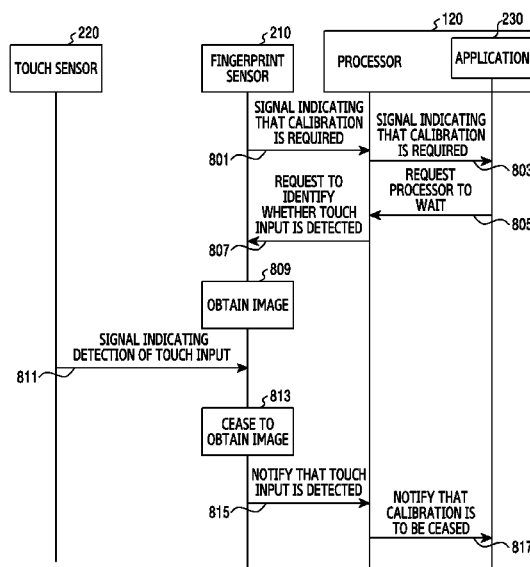 220
210
120
230
TOUCH SENSOR
FINGERPRINT
SENSOR
PROCESSOR
APPLICATION
SIGNAL INDICATING
THAT CALIBRATION
IS REQUIRED
801
SIGNAL INDICATING
THAT CALIBRATION
IS REQUIRED
803
REQUEST
PROCESSOR TO
WAIT
805
REQUEST TO
IDENTIFY
WHETHER TOUCH
INPUT IS DETECTED
807
809
OBTAIN IMAGE
SIGNAL INDICATING
DETECTION OF TOUCH INPUT
811
813
CEASE TO
OBTAIN IMAGE
NOTIFY THAT TOUCH
INPUT IS DETECTED
815
NOTIFY THAT
CALIBRATION IS
TO BE CEASED
817